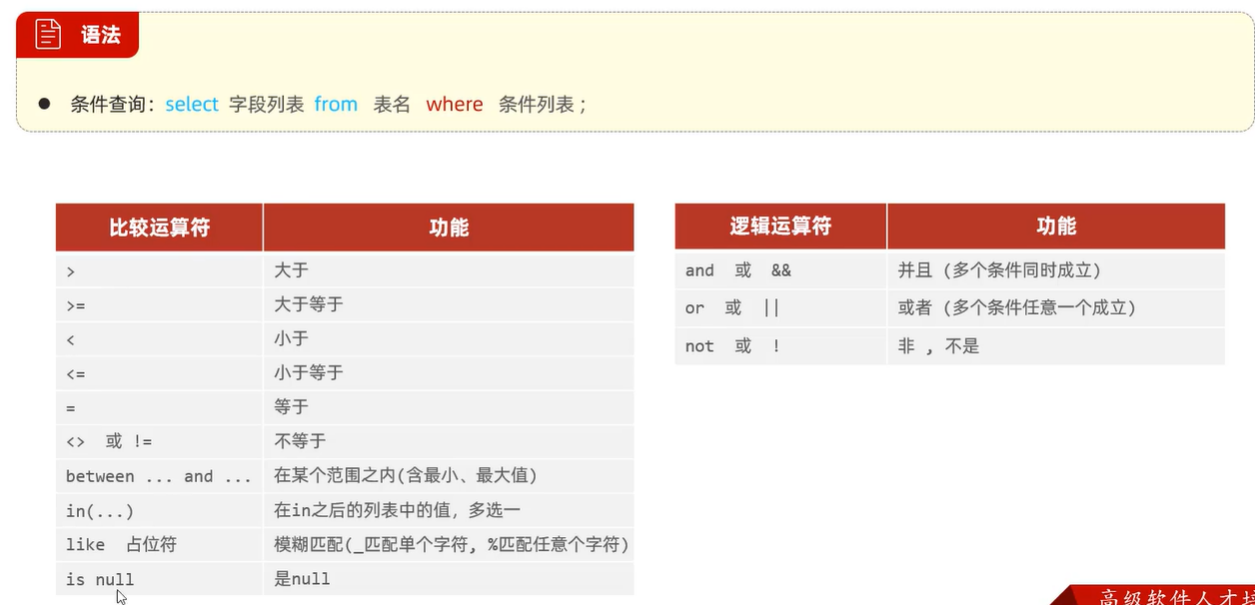 语法
● 条件查询：select 字段列表 from 表名 where 条件列表 ;
比较运算符 功能
> 大于
>= 大于等于
< 小于
<= 小于等于
= 等于
<> 或 != 不等于
between ... and ... 在某个范围之内(含最小、最大值)
in(...) 在in之后的列表中的值，多选一
like 占位符 模糊匹配(_匹配单个字符, %匹配任意个字符)
is null 是null
逻辑运算符 功能
and 或 && 并且 (多个条件同时成立)
or 或 || 或者 (多个条件任意一个成立)
not 或 ! 非 , 不是
高级软件人才培